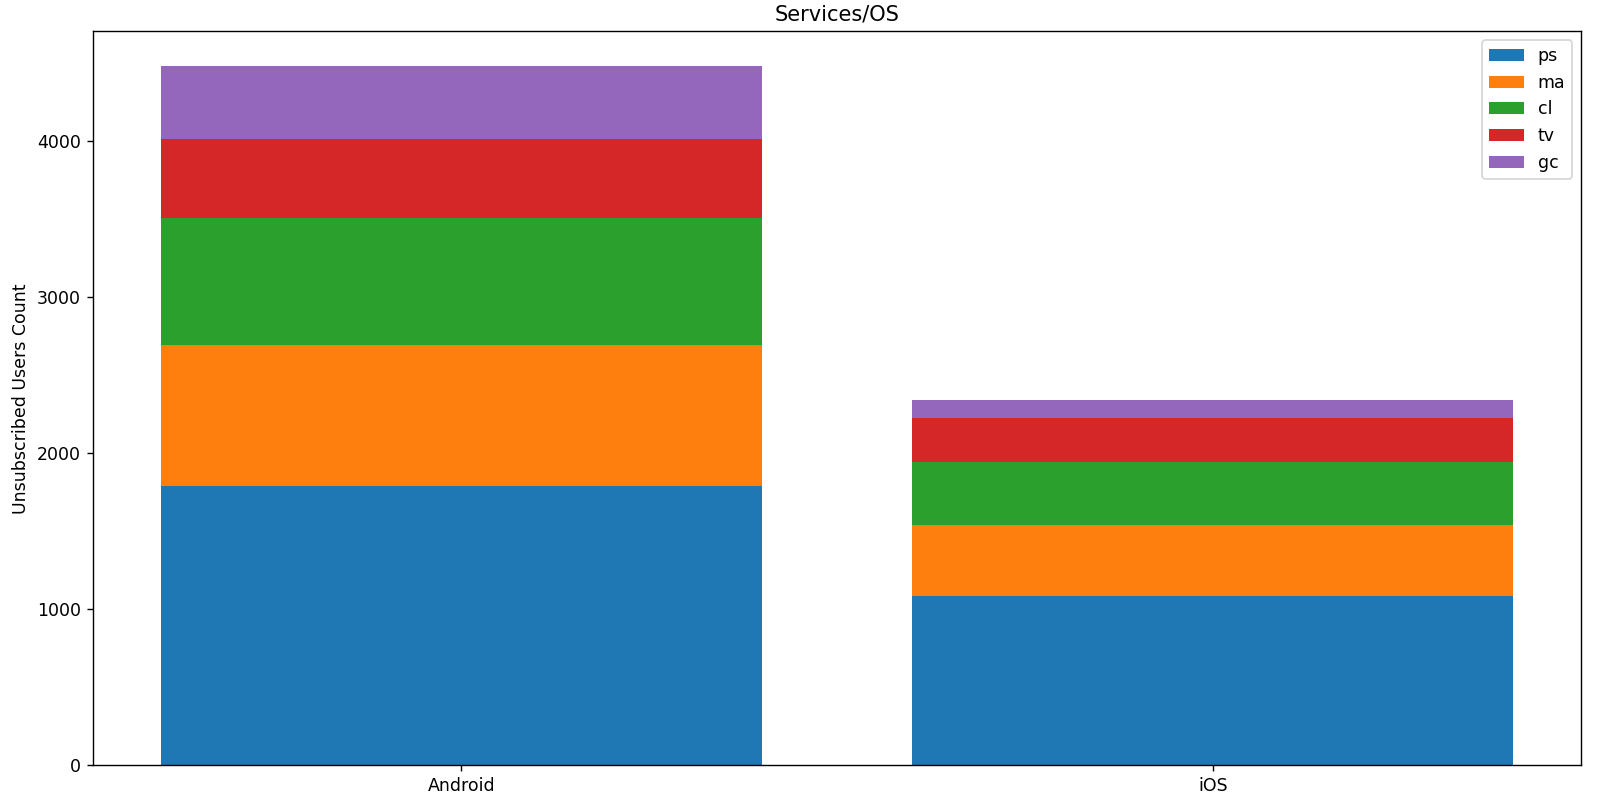 Services/OS
ps
ma
cl
tv
gc
Unsubscribed Users Count
4000
3000
2000
1000
0
Android
iOS